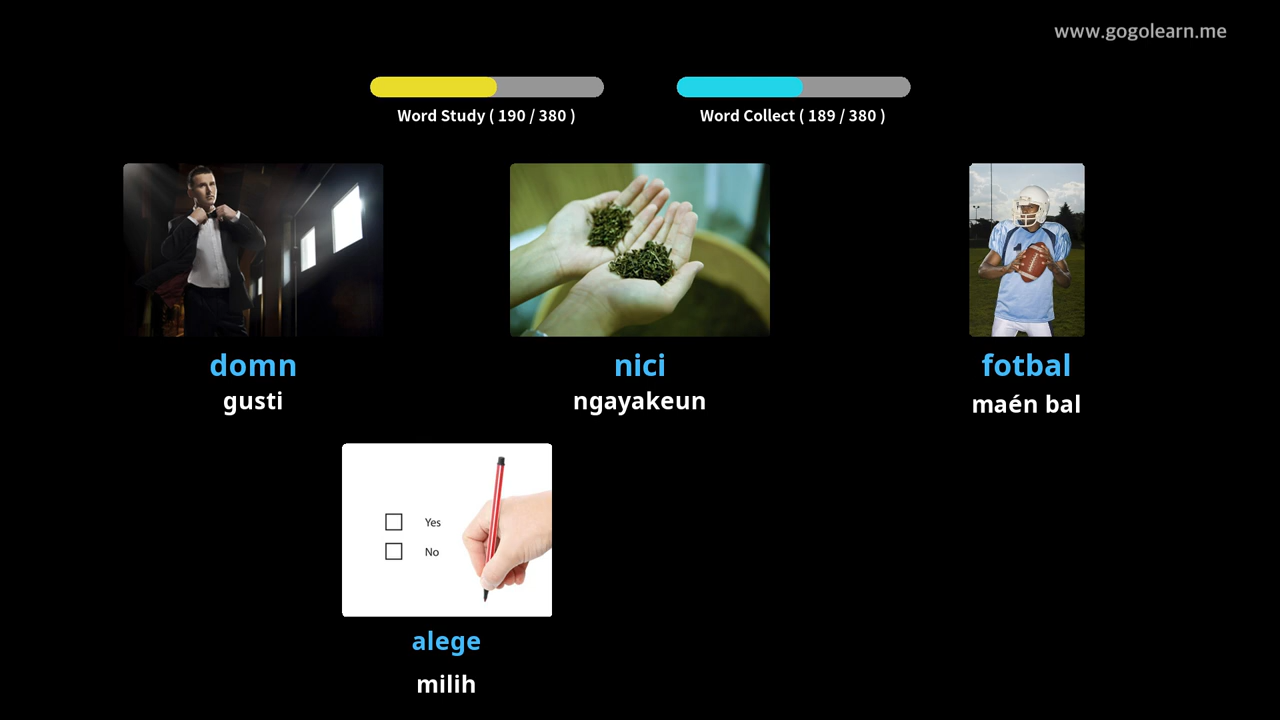 www.gogolearn.me
Word Study ( 190 / 380 )
Word Collect ( 189 / 380 )
domn
gusti
nici
ngayakeun
fotbal
maén bal
Yes
No
alege
milih